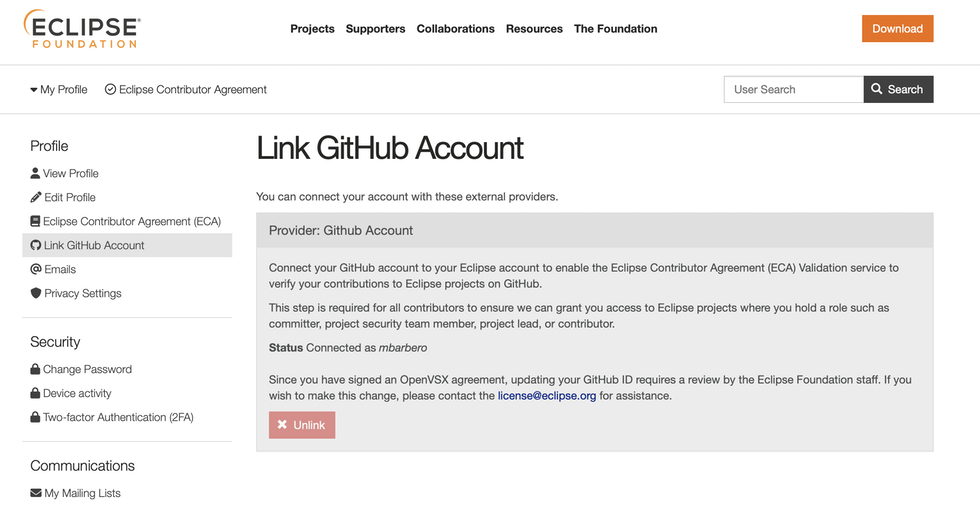 ECLIPSE®
FOUNDATION
Projects Supporters Collaborations Resources The Foundation
Download
My Profile Eclipse Contributor Agreement
User Search
Search
Profile
View Profile
Edit Profile
Eclipse Contributor Agreement (ECA)
Link GitHub Account
Emails
Privacy Settings
Security
Change Password
Device activity
Two-factor Authentication (2FA)
Communications
My Mailing Lists
Link GitHub Account
You can connect your account with these external providers.
Provider: Github Account
Connect your GitHub account to your Eclipse account to enable the Eclipse Contributor Agreement (ECA) Validation service to
verify your contributions to Eclipse projects on GitHub.
This step is required for all contributors to ensure we can grant you access to Eclipse projects where you hold a role such as
committer, project security team member, project lead, or contributor.
Status Connected as mbarbero
Since you have signed an OpenVSX agreement, updating your GitHub ID requires a review by the Eclipse Foundation staff. If you
wish to make this change, please contact the license@eclipse.org for assistance.
Unlink